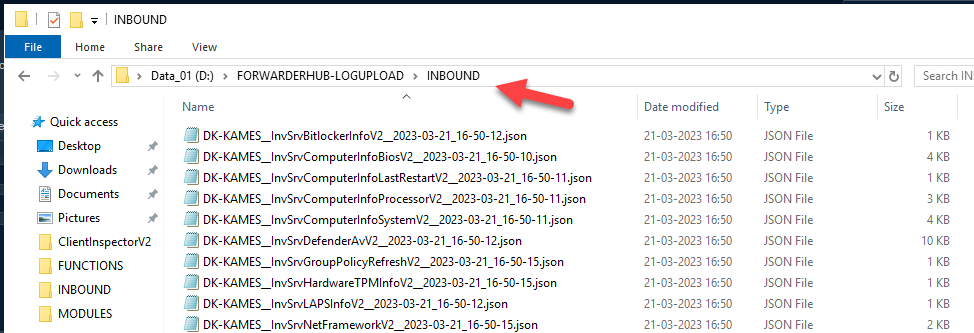 INBOUND
File Home Share View
Data_01 (D:) FORWARDERHUB-LOGUPLOAD INBOUND Search IN
Name Date modified Type Size
Quick access
Desktop
Downloads
Documents
Pictures
ClientInspectorV2
FUNCTIONS
INBOUND
MODULES
DK-KAMES__InvSrvBitlockerInfoV2__2023-03-21_16-50-12.json 21-03-2023 16:50 JSON File 1 KB
DK-KAMES__InvSrvComputerInfoBiosV2__2023-03-21_16-50-10.json 21-03-2023 16:50 JSON File 4 KB
DK-KAMES__InvSrvComputerInfoLastRestartV2__2023-03-21_16-50-11.json 21-03-2023 16:50 JSON File 1 KB
DK-KAMES__InvSrvComputerInfoProcessorV2__2023-03-21_16-50-11.json 21-03-2023 16:50 JSON File 3 KB
DK-KAMES__InvSrvComputerInfoSystemV2__2023-03-21_16-50-11.json 21-03-2023 16:50 JSON File 4 KB
DK-KAMES__InvSrvDefenderAvV2__2023-03-21_16-50-12.json 21-03-2023 16:50 JSON File 10 KB
DK-KAMES__InvSrvGroupPolicyRefreshV2__2023-03-21_16-50-15.json 21-03-2023 16:50 JSON File 1 KB
DK-KAMES__InvSrvHardwareTPMInfoV2__2023-03-21_16-50-15.json 21-03-2023 16:50 JSON File 1 KB
DK-KAMES__InvSrvLAPSInfoV2__2023-03-21_16-50-12.json 21-03-2023 16:50 JSON File 1 KB
DK-KAMES__InvSrvNetFrameworkV2__2023-03-21_16-50-15.json 21-03-2023 16:50 JSON File 2 KB